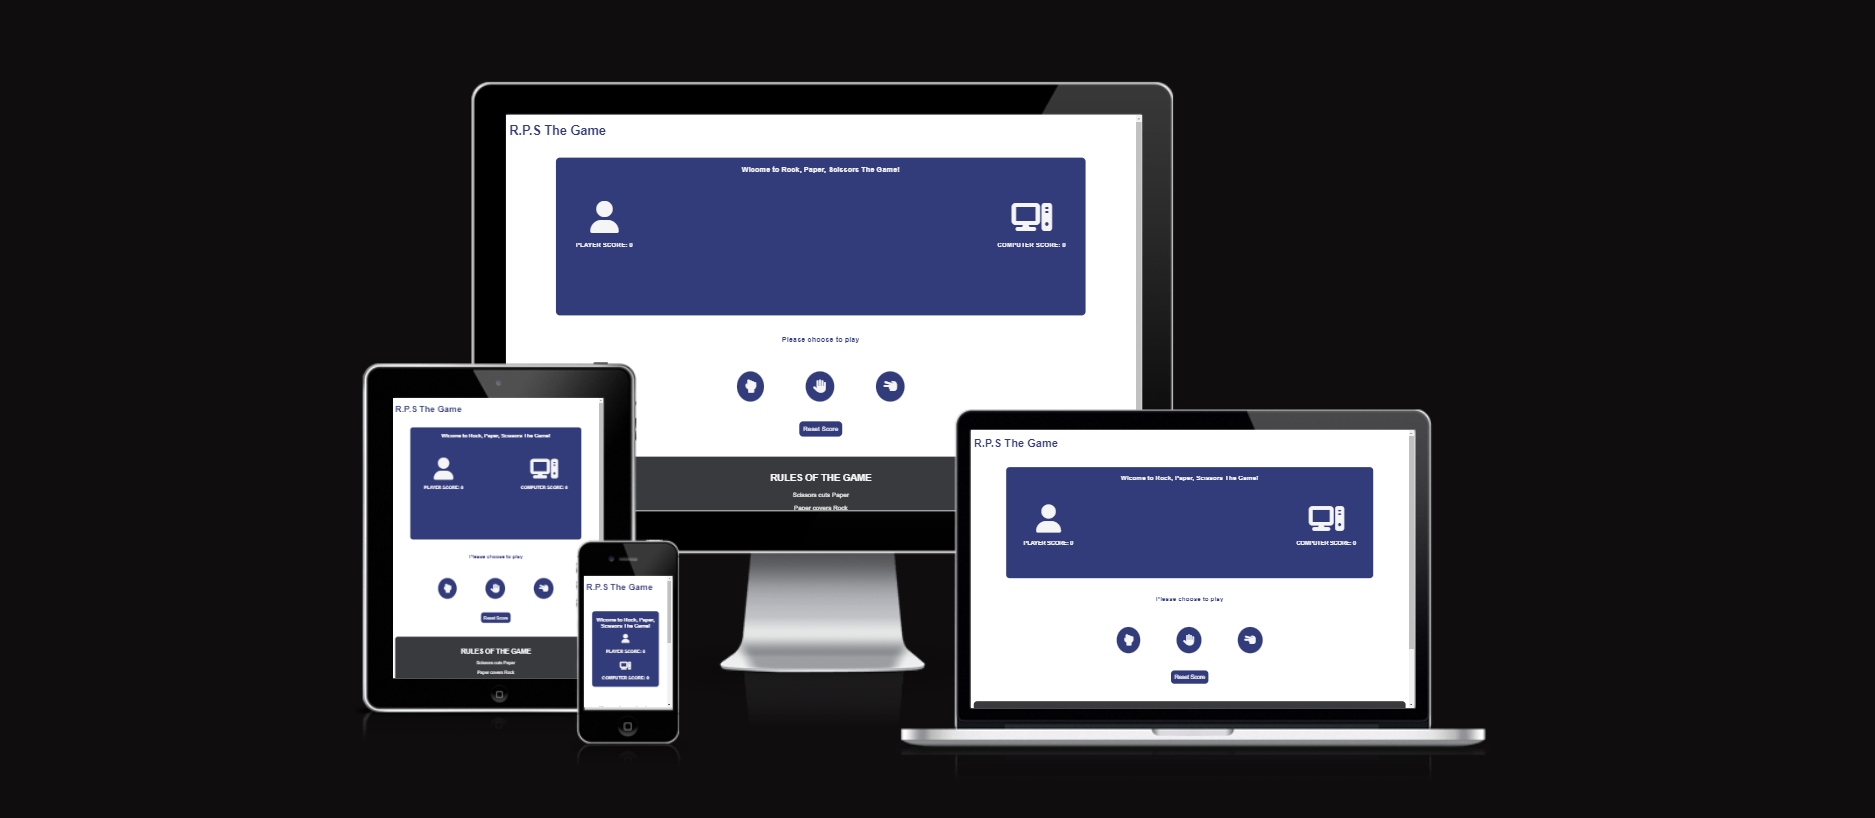 R.P.S The Game
Wlcome to Rock, Paper, Scissors The Game!
PLAYER SCORE: 0
COMPUTER SCORE: 0
Please choose to play
Reset Score
RULES OF THE GAME
Scissors cuts Paper
Paper covers Rock
R.P.S The Game
Wlcome to Rock, Paper, Scissors The Game!
PLAYER SCORE: 0
COMPUTER SCORE: 0
Please choose to play
Reset Score
RULES OF THE GAME
Scissors cuts Paper
Paper covers Rock
R.P.S The Game
Wlcome to Rock, Paper,
Scissors The Game!
PLAYER SCORE: 0
COMPUTER SCORE: 0
R.P.S The Game
Wlcome to Rock, Paper, Scissors The Game!
PLAYER SCORE: 0
COMPUTER SCORE: 0
Please choose to play
Reset Score